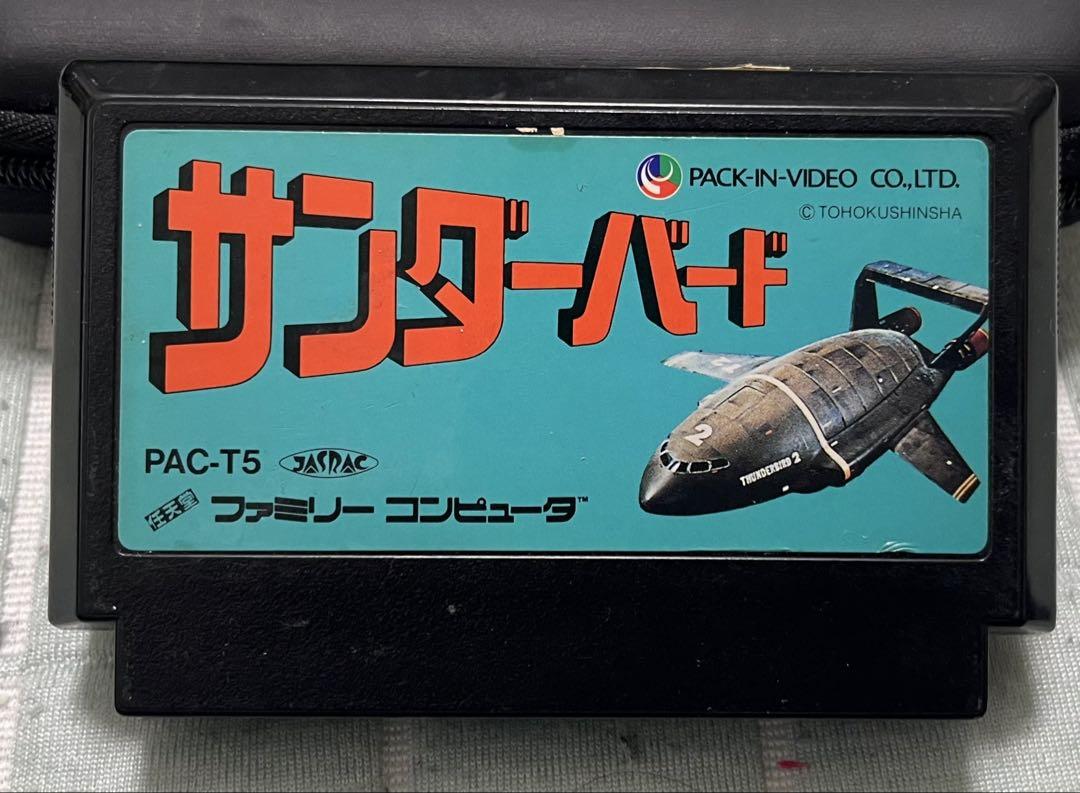 サンダーバード
PACK-IN-VIDEO CO.,LTD.
© TOHOKUSHINSHA
2
THUNDERBIRD 2
PAC-T5
JASRAC
任天堂 ファミリー コンピュータ™